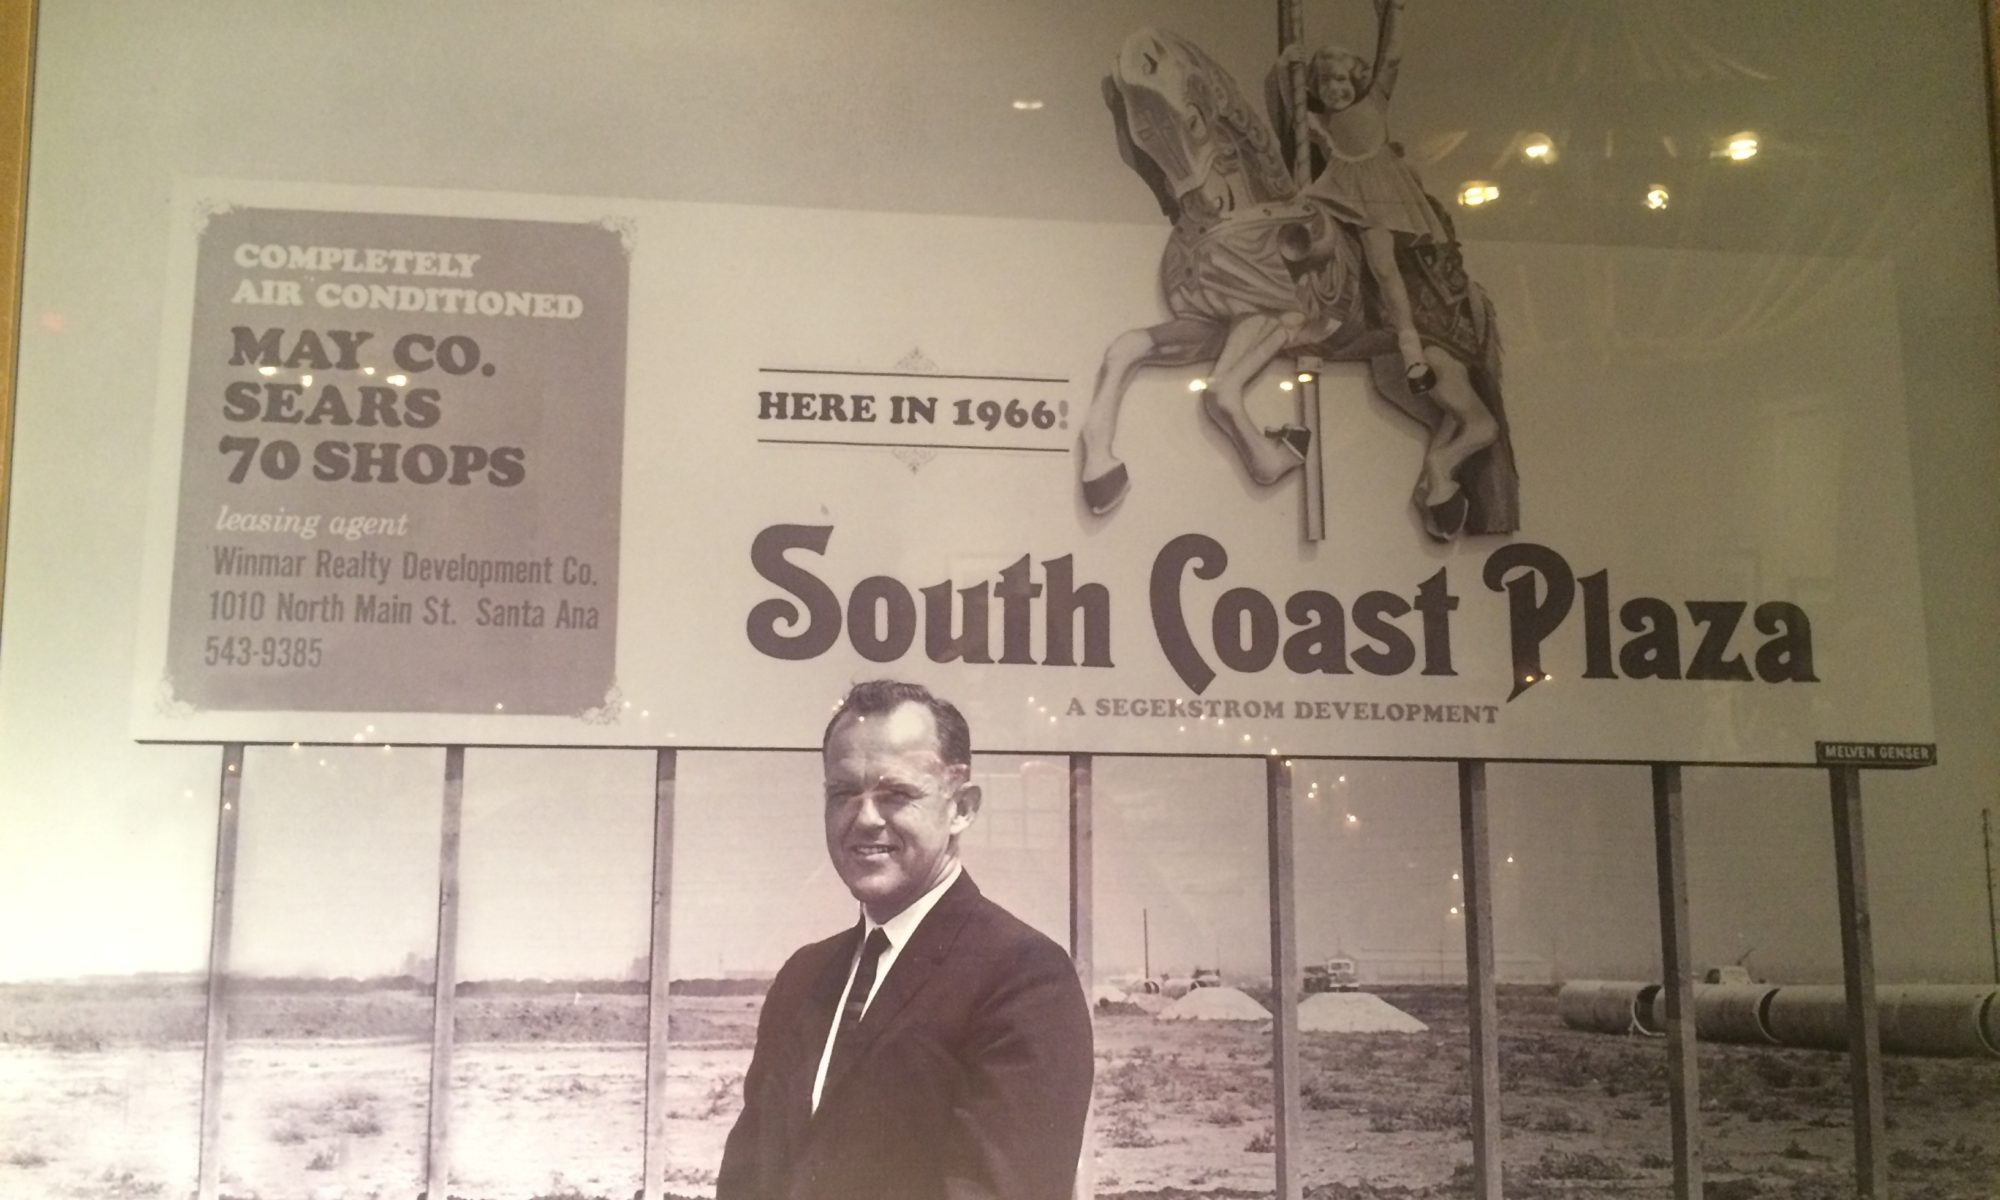 COMPLETELY
AIR CONDITIONED
MAY CO.
SEARS
70 SHOPS
leasing agent
Winmar Realty Development Co.
1010 North Main St. Santa Ana
543-9385
HERE IN 1966!
South Coast Plaza
A SEGERSTROM DEVELOPMENT
MELVEN GENSER